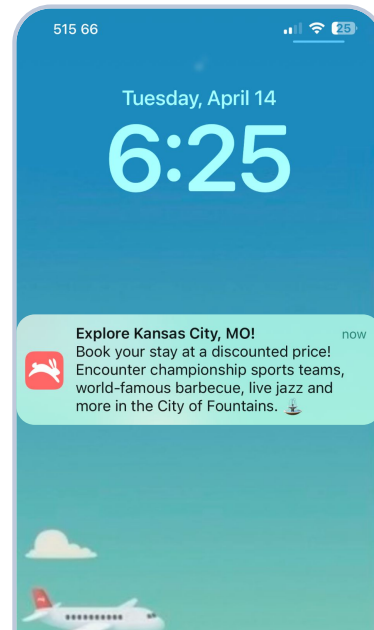 515 66
25
Tuesday, April 14
6:25
Explore Kansas City, MO!
now
Book your stay at a discounted price!
Encounter championship sports teams,
world-famous barbecue, live jazz and
more in the City of Fountains. ⛲